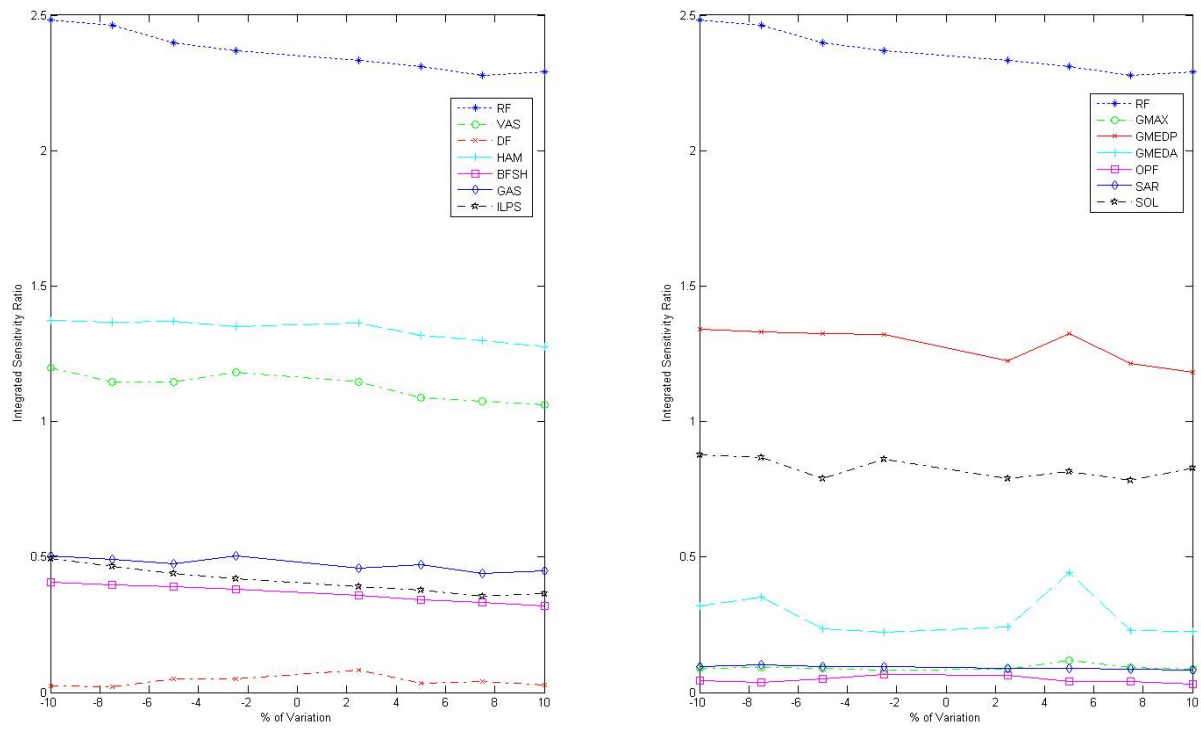 2.5
2
1.5
1
0.5
0
Integrated Sensitivity Ratio
-10 -8 -6 -4 -2 0 2 4 6 8 10
% of Variation
RF
VAS
DF
HAM
BFSH
GAS
ILPS
2.5
2
1.5
1
0.5
0
Integrated Sensitivity Ratio
-10 -8 -6 -4 -2 0 2 4 6 8 10
% of Variation
RF
GMAX
GMEDP
GMEDA
OPF
SAR
SOL